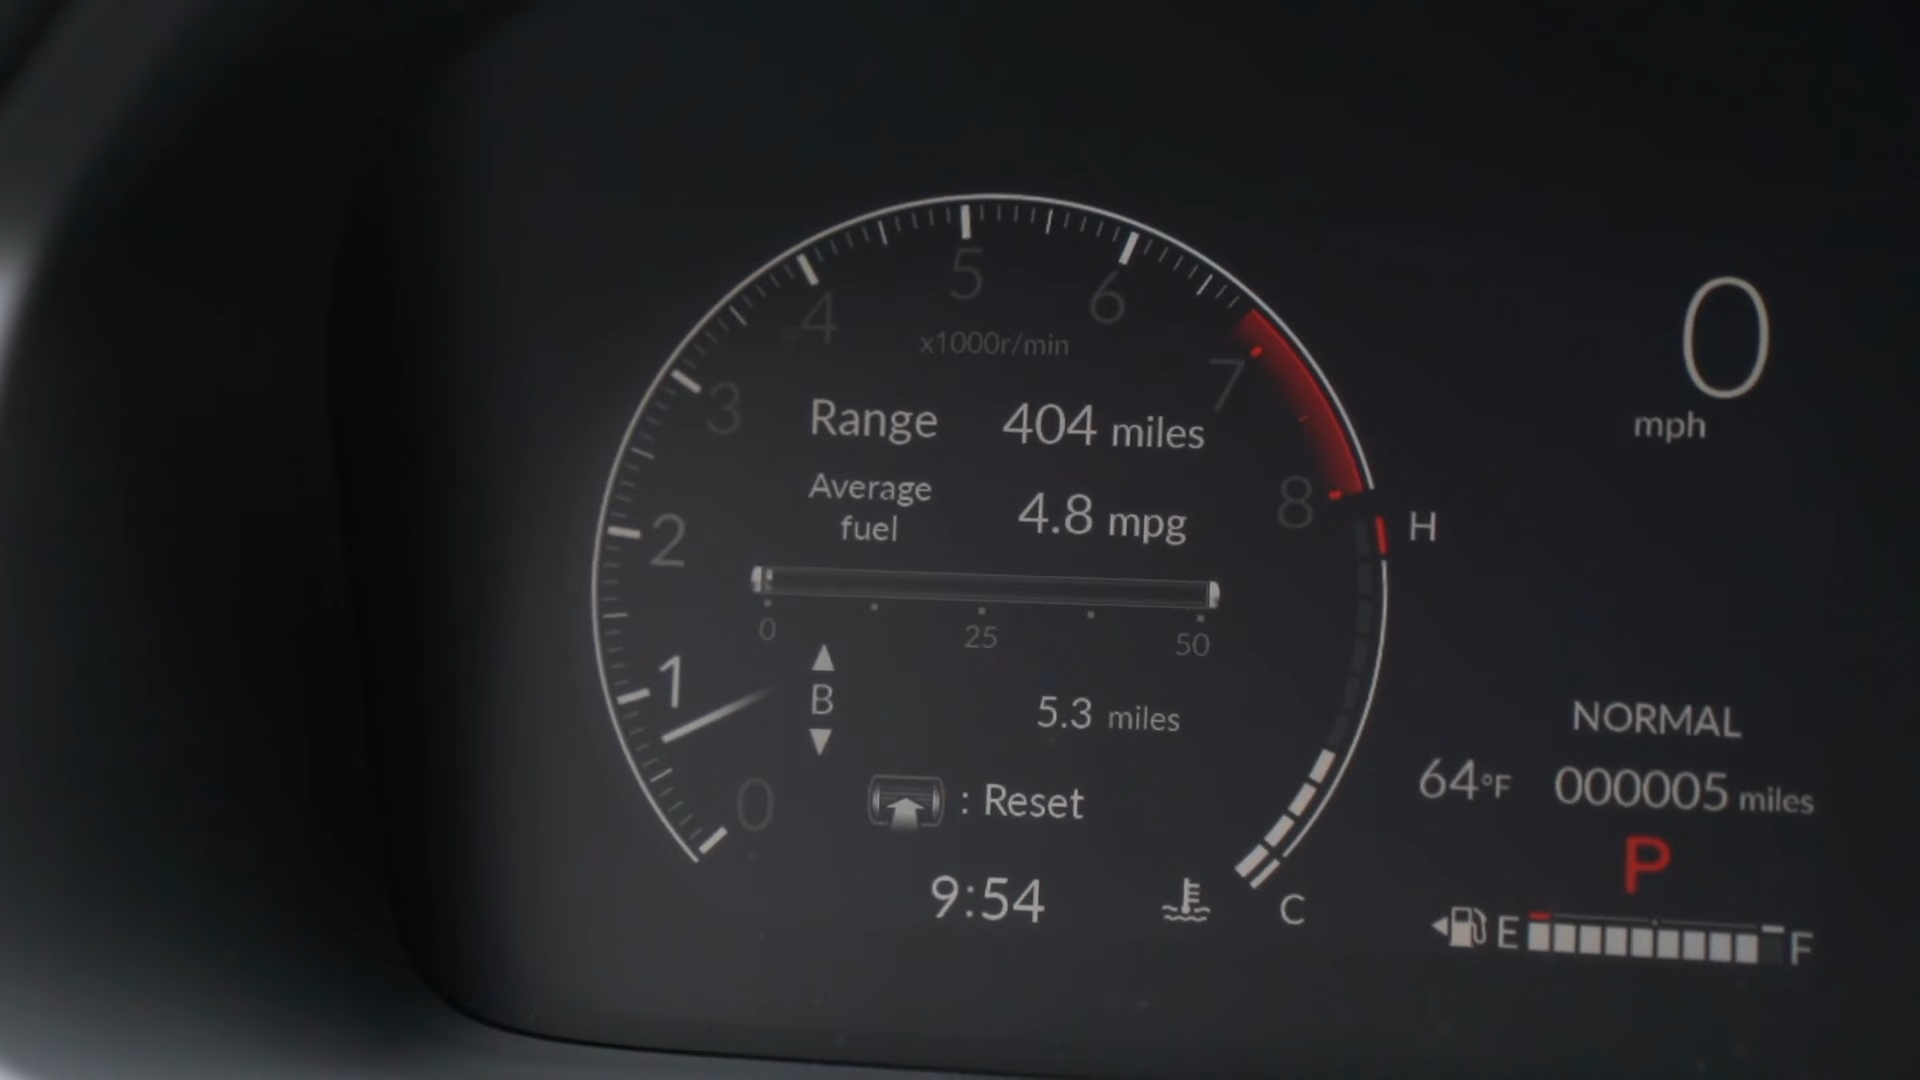 5
4
6
x1000r/min
3
7
Range 404 miles
Average
fuel
4.8 mpg
2
8
H
0 25 50
1
B
5.3 miles
0
: Reset
9:54
C
0
mph
NORMAL
64°F 000005 miles
P
E F